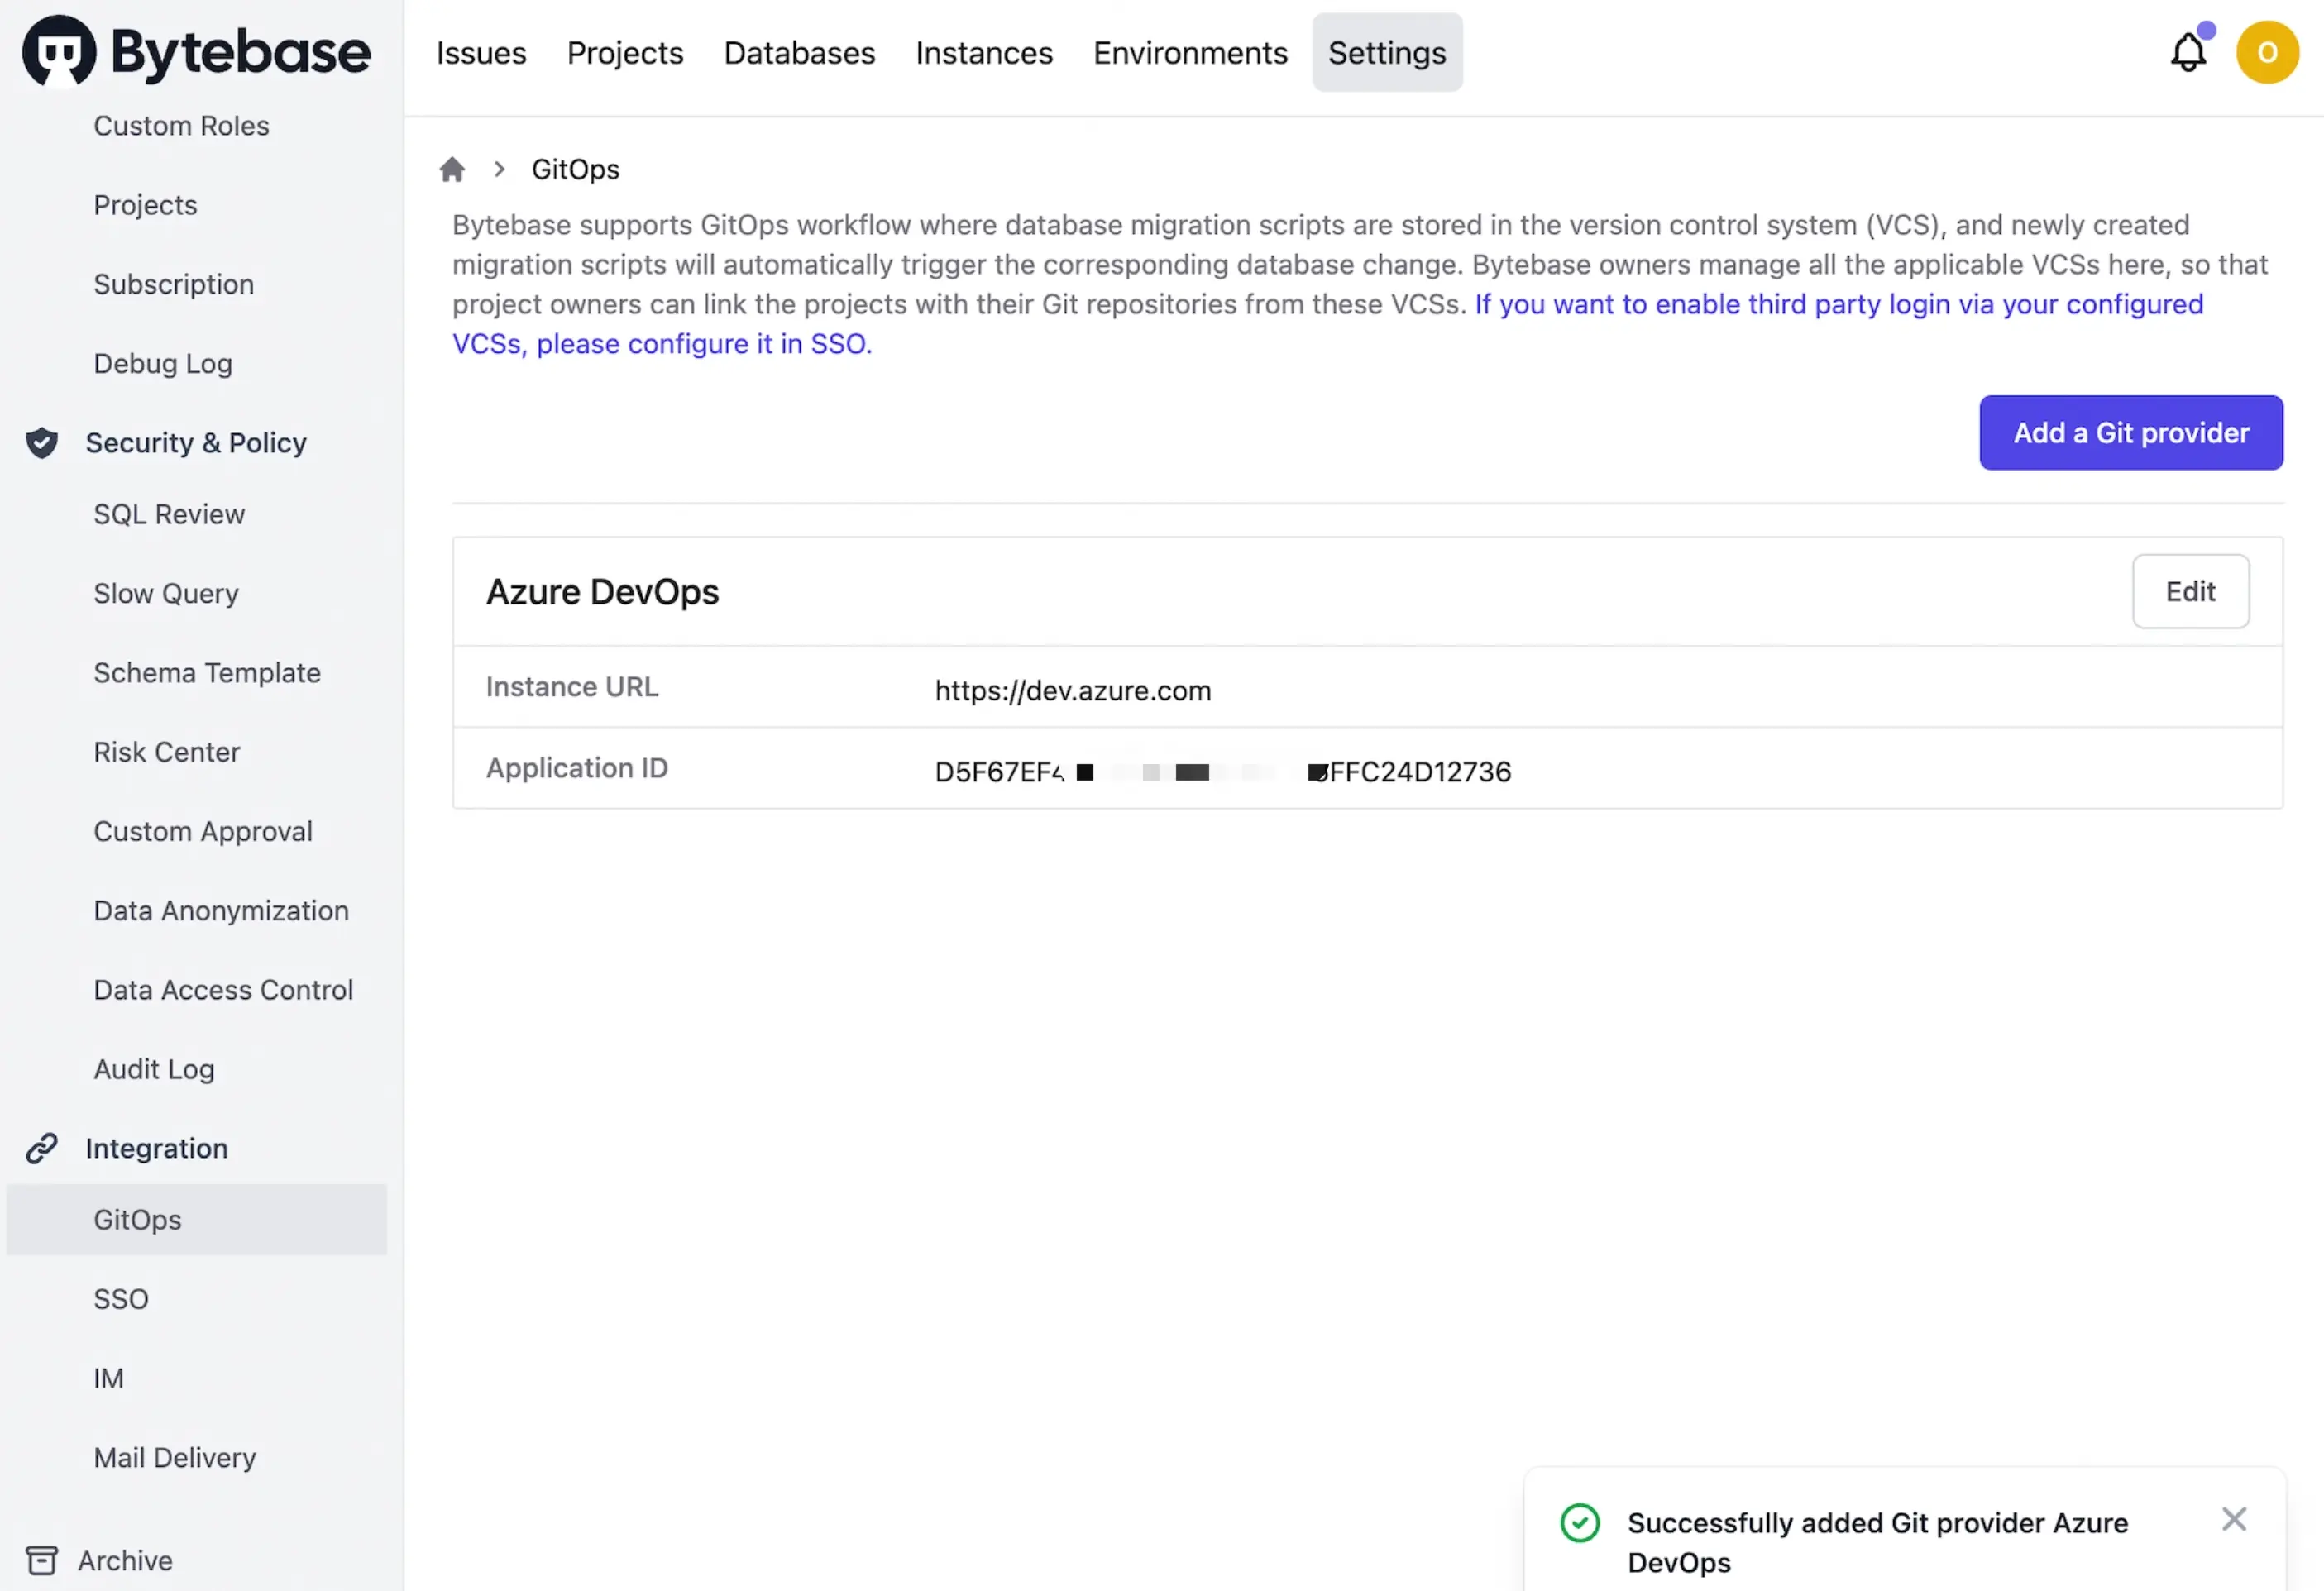 Bytebase
Issues
Projects
Databases
Instances
Environments
Settings
O
Custom Roles
Projects
Subscription
Debug Log
Security & Policy
SQL Review
Slow Query
Schema Template
Risk Center
Custom Approval
Data Anonymization
Data Access Control
Audit Log
Integration
GitOps
SSO
IM
Mail Delivery
Archive
GitOps
Bytebase supports GitOps workflow where database migration scripts are stored in the version control system (VCS), and newly created
migration scripts will automatically trigger the corresponding database change. Bytebase owners manage all the applicable VCSs here, so that
project owners can link the projects with their Git repositories from these VCSs. If you want to enable third party login via your configured
VCSs, please configure it in SSO.
Add a Git provider
Azure DevOps
Edit
Instance URL
https://dev.azure.com
Application ID
Successfully added Git provider Azure
DevOps